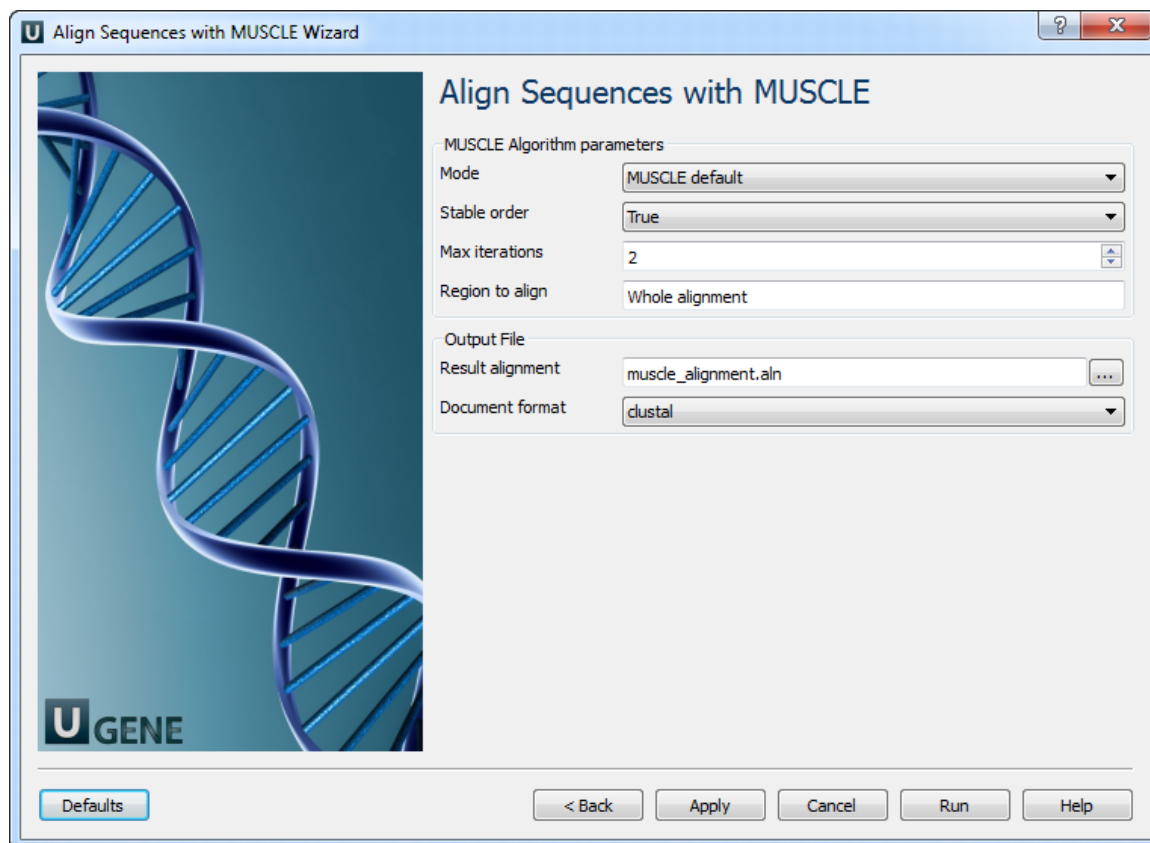 U Align Sequences with MUSCLE Wizard
Align Sequences with MUSCLE
MUSCLE Algorithm parameters
Mode MUSCLE default
Stable order True
Max iterations 2
Region to align Whole alignment
Output File
Result alignment muscle_alignment.aln ...
Document format clustal
U GENE
Defaults < Back Apply Cancel Run Help